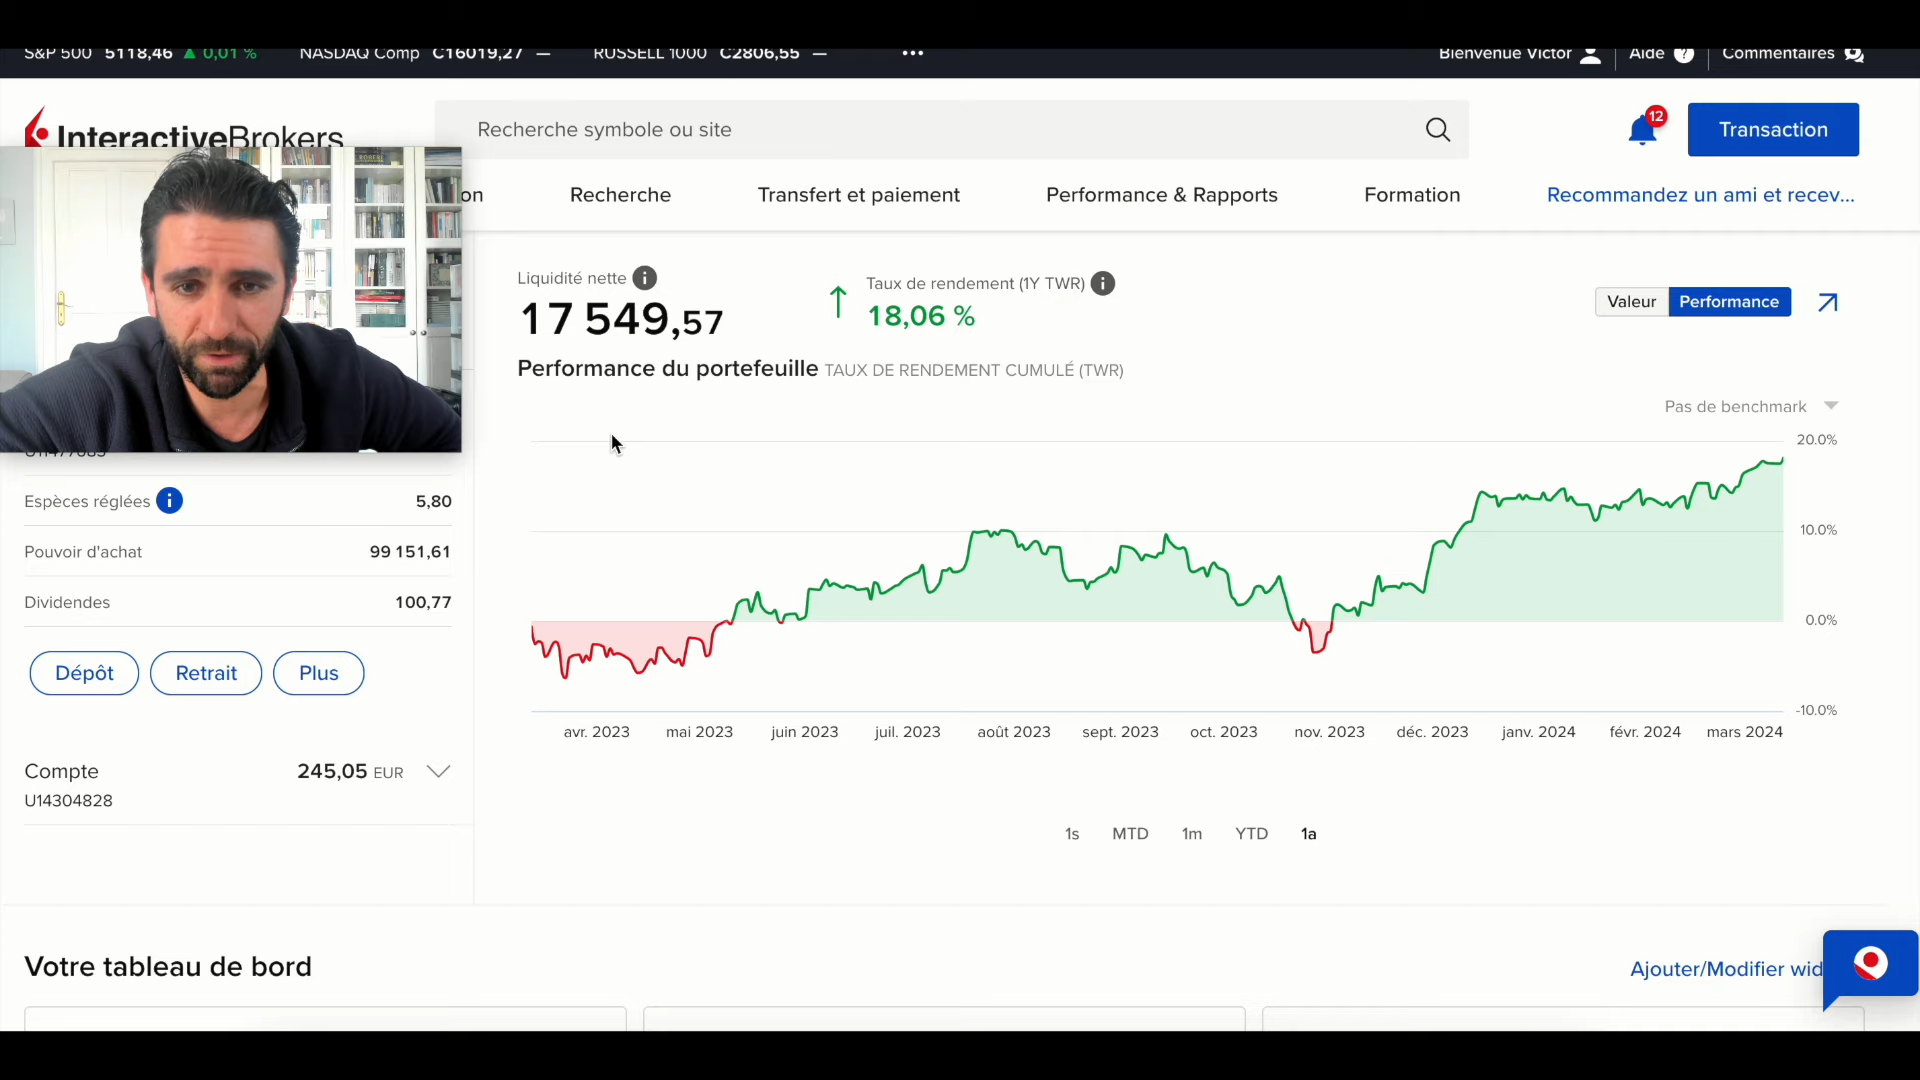 S&P 500 5118,46 0,01 % NASDAQ Comp C16019,27 — RUSSELL 1000 C2806,55 — ••• Bienvenue Victor Aide ? Commentaires
InteractiveBrokers
Recherche symbole ou site
12
Transaction
on Recherche Transfert et paiement Performance & Rapports Formation Recommandez un ami et recev...
Liquidité nette i
17 549,57
Taux de rendement (1Y TWR) i
18,06 %
Valeur Performance
Performance du portefeuille TAUX DE RENDEMENT CUMULÉ (TWR)
Pas de benchmark
20.0%
10.0%
0.0%
-10.0%
avr. 2023 mai 2023 juin 2023 juil. 2023 août 2023 sept. 2023 oct. 2023 nov. 2023 déc. 2023 janv. 2024 févr. 2024 mars 2024
1s MTD 1m YTD 1a
Espèces réglées i 5,80
Pouvoir d'achat 99 151,61
Dividendes 100,77
Dépôt Retrait Plus
Compte 245,05 EUR
U14304828
Votre tableau de bord
Ajouter/Modifier wid